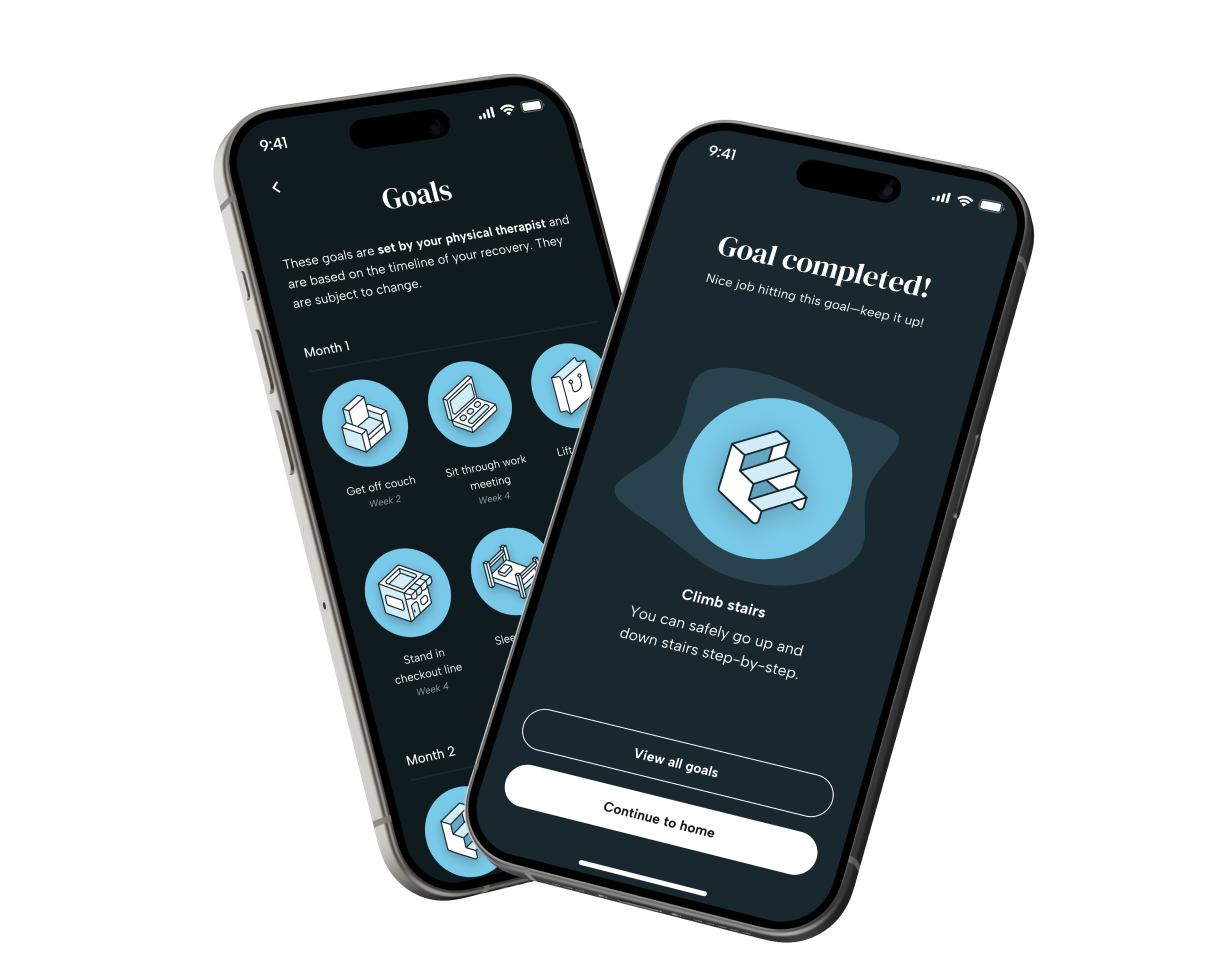 9:41
Goals
These goals are set by your physical therapist and
are based on the timeline of your recovery. They
are subject to change.
Month 1
Get off couch
Week 2
Sit through work
meeting
Week 4
Lift
Stand in
checkout line
Week 4
Month 2
9:41
Goal completed!
Nice job hitting this goal—keep it up!
Climb stairs
You can safely go up and
down stairs step-by-step.
View all goals
Continue to home